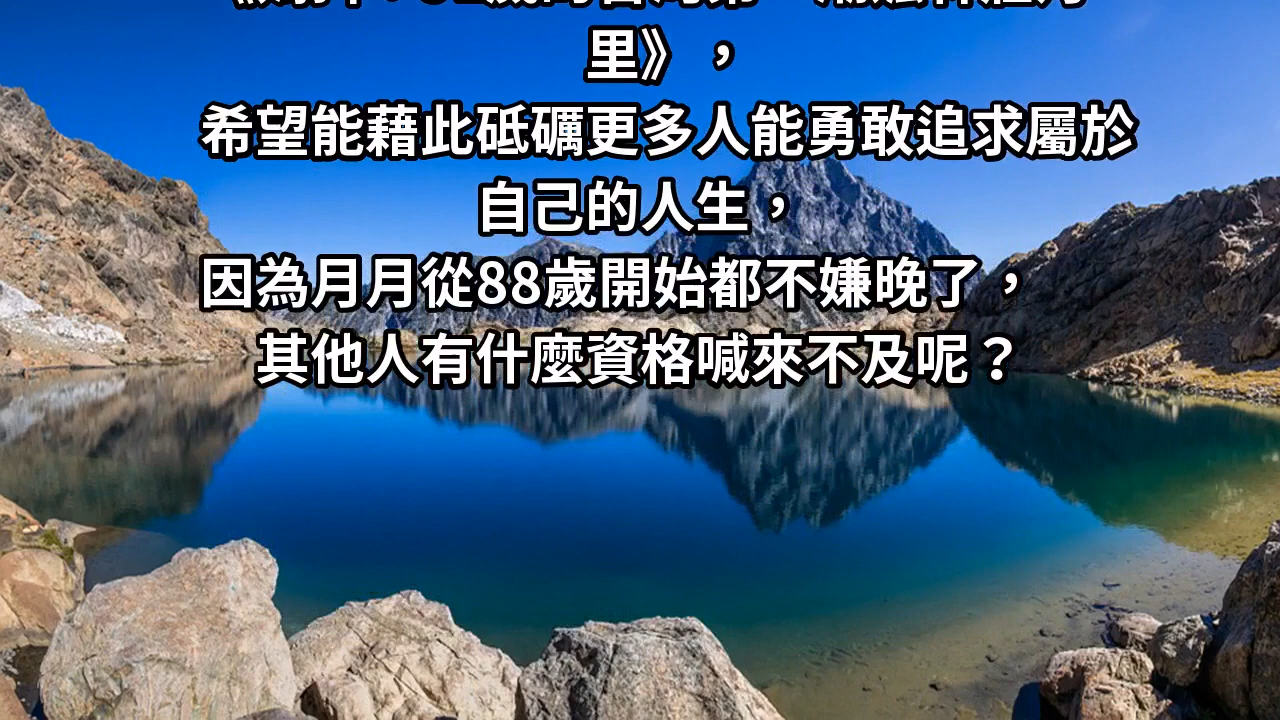 里》，
希望能藉此砥礪更多人能勇敢追求屬於
自己的人生，
因為月月從88歲開始都不嫌晚了，
其他人有什麼資格喊來不及呢？